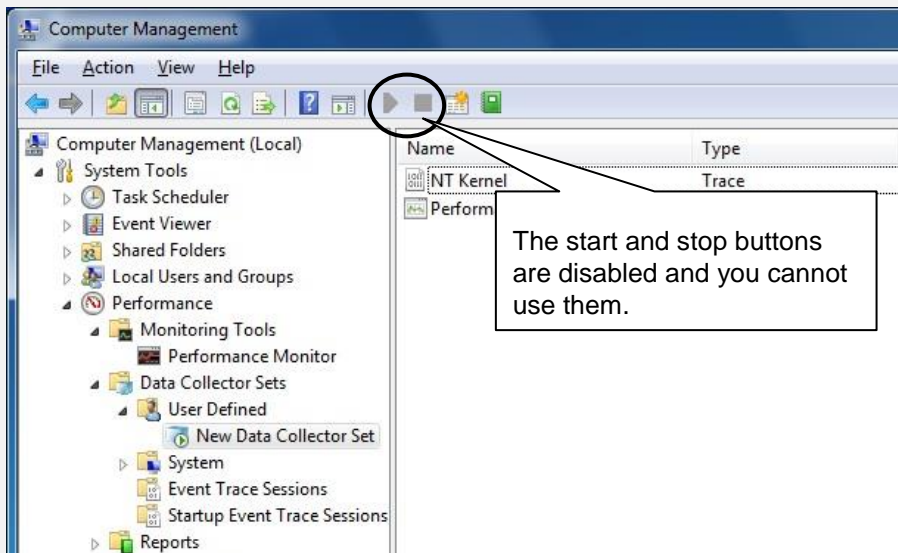 Computer Management
File Action View Help
Computer Management (Local)
System Tools
Task Scheduler
Event Viewer
Shared Folders
Local Users and Groups
Performance
Monitoring Tools
Performance Monitor
Data Collector Sets
User Defined
New Data Collector Set
System
Event Trace Sessions
Startup Event Trace Sessions
Reports
Name Type
NT Kernel Trace
Perform
The start and stop buttons
are disabled and you cannot
use them.